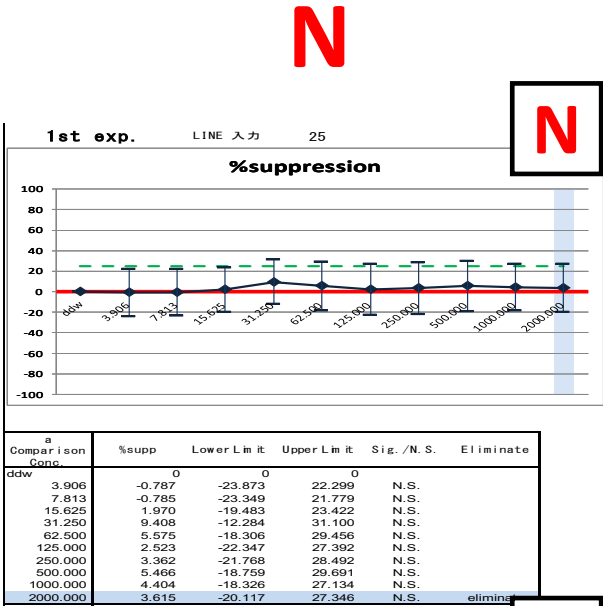 N
N
1st exp. LINE 入力 25
%suppression
100
80
60
40
20
0
-20
-40
-60
-80
-100
ddw 3.906 7.813 15.625 31.250 62.500 125.000 250.000 500.000 1000.000 2000.000
a
Comparison %supp LowerLimit UpperLimit Sig./N.S. Eliminate
Conc.
ddw 0 0 0
3.906 -0.787 -23.873 22.299 N.S.
7.813 -0.785 -23.349 21.779 N.S.
15.625 1.970 -19.483 23.422 N.S.
31.250 9.408 -12.284 31.100 N.S.
62.500 5.575 -18.306 29.456 N.S.
125.000 2.523 -22.347 27.392 N.S.
250.000 3.362 -21.768 28.492 N.S.
500.000 5.466 -18.759 29.691 N.S.
1000.000 4.404 -18.326 27.134 N.S.
2000.000 3.615 -20.117 27.346 N.S.